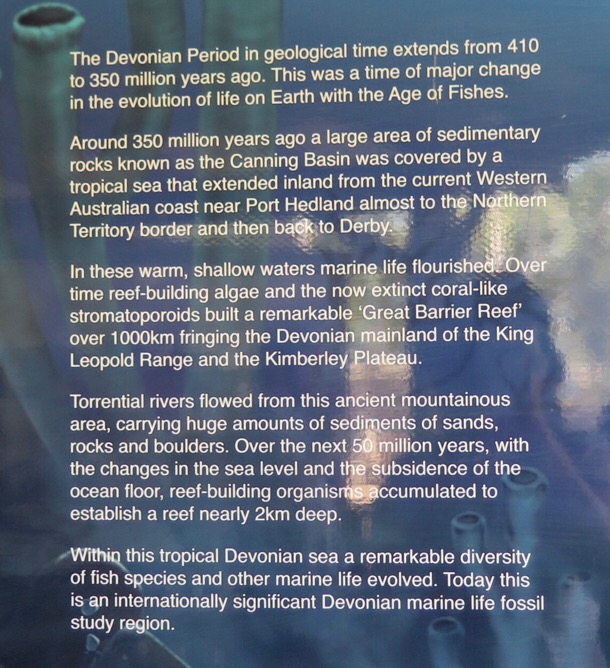 The Devonian Period in geological time extends from 410
to 350 million years ago. This was a time of major change
in the evolution of life on Earth with the Age of Fishes.
Around 350 million years ago a large area of sedimentary
rocks known as the Canning Basin was covered by a
tropical sea that extended inland from the current Western
Australian coast near Port Hedland almost to the Northern
Territory border and then back to Derby.
In these warm, shallow waters marine life flourished. Over
time reef-building algae and the now extinct coral-like
stromatoporoids built a remarkable ‘Great Barrier Reef’
over 1000km fringing the Devonian mainland of the King
Leopold Range and the Kimberley Plateau.
Torrential rivers flowed from this ancient mountainous
area, carrying huge amounts of sediments of sands,
rocks and boulders. Over the next 50 million years, with
the changes in the sea level and the subsidence of the
ocean floor, reef-building organisms accumulated to
establish a reef nearly 2km deep.
Within this tropical Devonian sea a remarkable diversity
of fish species and other marine life evolved. Today this
is an internationally significant Devonian marine life fossil
study region.